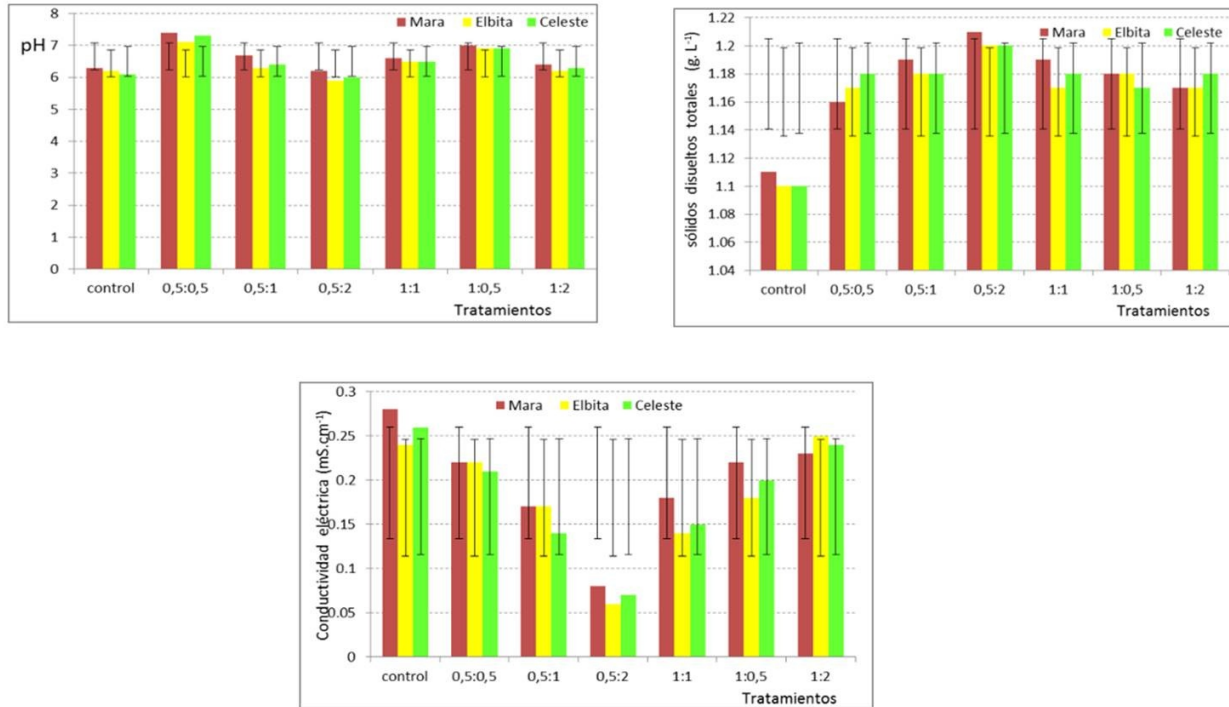 pH
8
7
6
5
4
3
2
1
0
Mara Elbita Celeste
control 0,5:0,5 0,5:1 0,5:2 1:1 1:0,5 1:2
Tratamientos
sólidos disueltos totales (g. L⁻¹)
1.22
1.2
1.18
1.16
1.14
1.12
1.1
1.08
1.06
1.04
Mara Elbita Celeste
control 0,5:0,5 0,5:1 0,5:2 1:1 1:0,5 1:2
Tratamientos
Conductividad eléctrica (mS.cm⁻¹)
0.3
0.25
0.2
0.15
0.1
0.05
0
Mara Elbita Celeste
control 0,5:0,5 0,5:1 0,5:2 1:1 1:0,5 1:2
Tratamientos